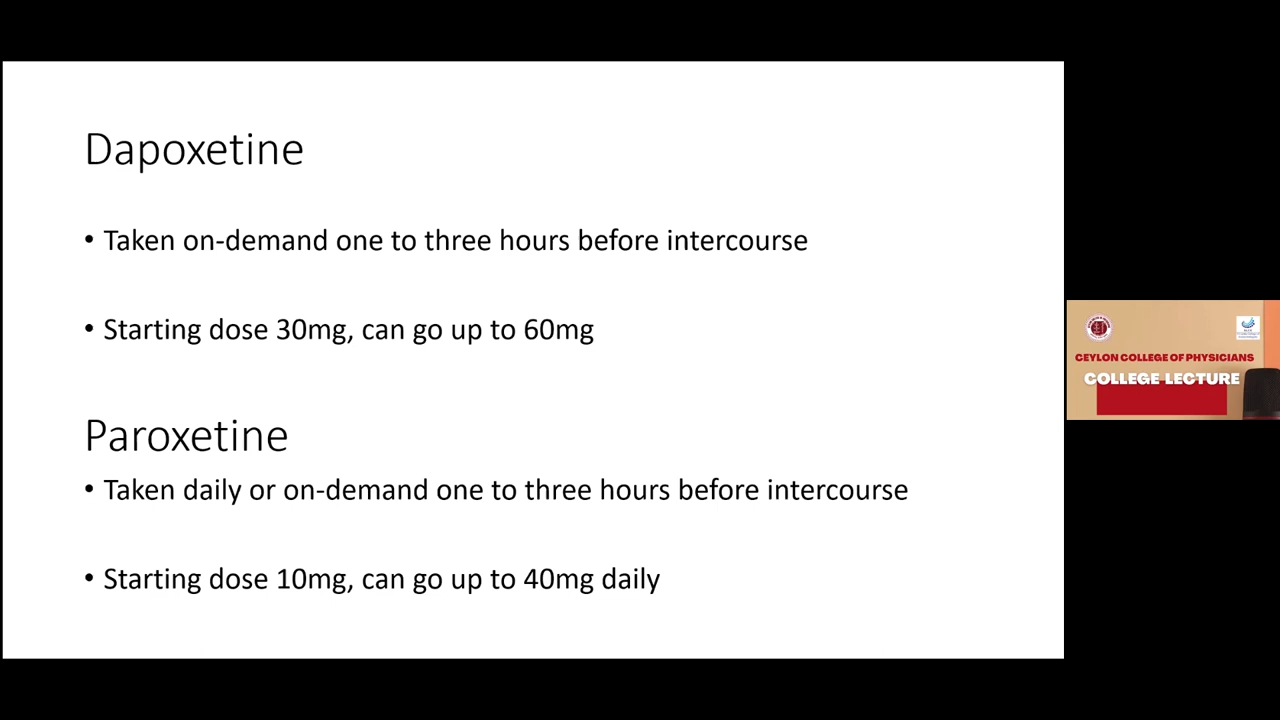 Dapoxetine
• Taken on-demand one to three hours before intercourse
• Starting dose 30mg, can go up to 60mg
Paroxetine
• Taken daily or on-demand one to three hours before intercourse
• Starting dose 10mg, can go up to 40mg daily
CEYLON COLLEGE OF PHYSICIANS
COLLEGE LECTURE